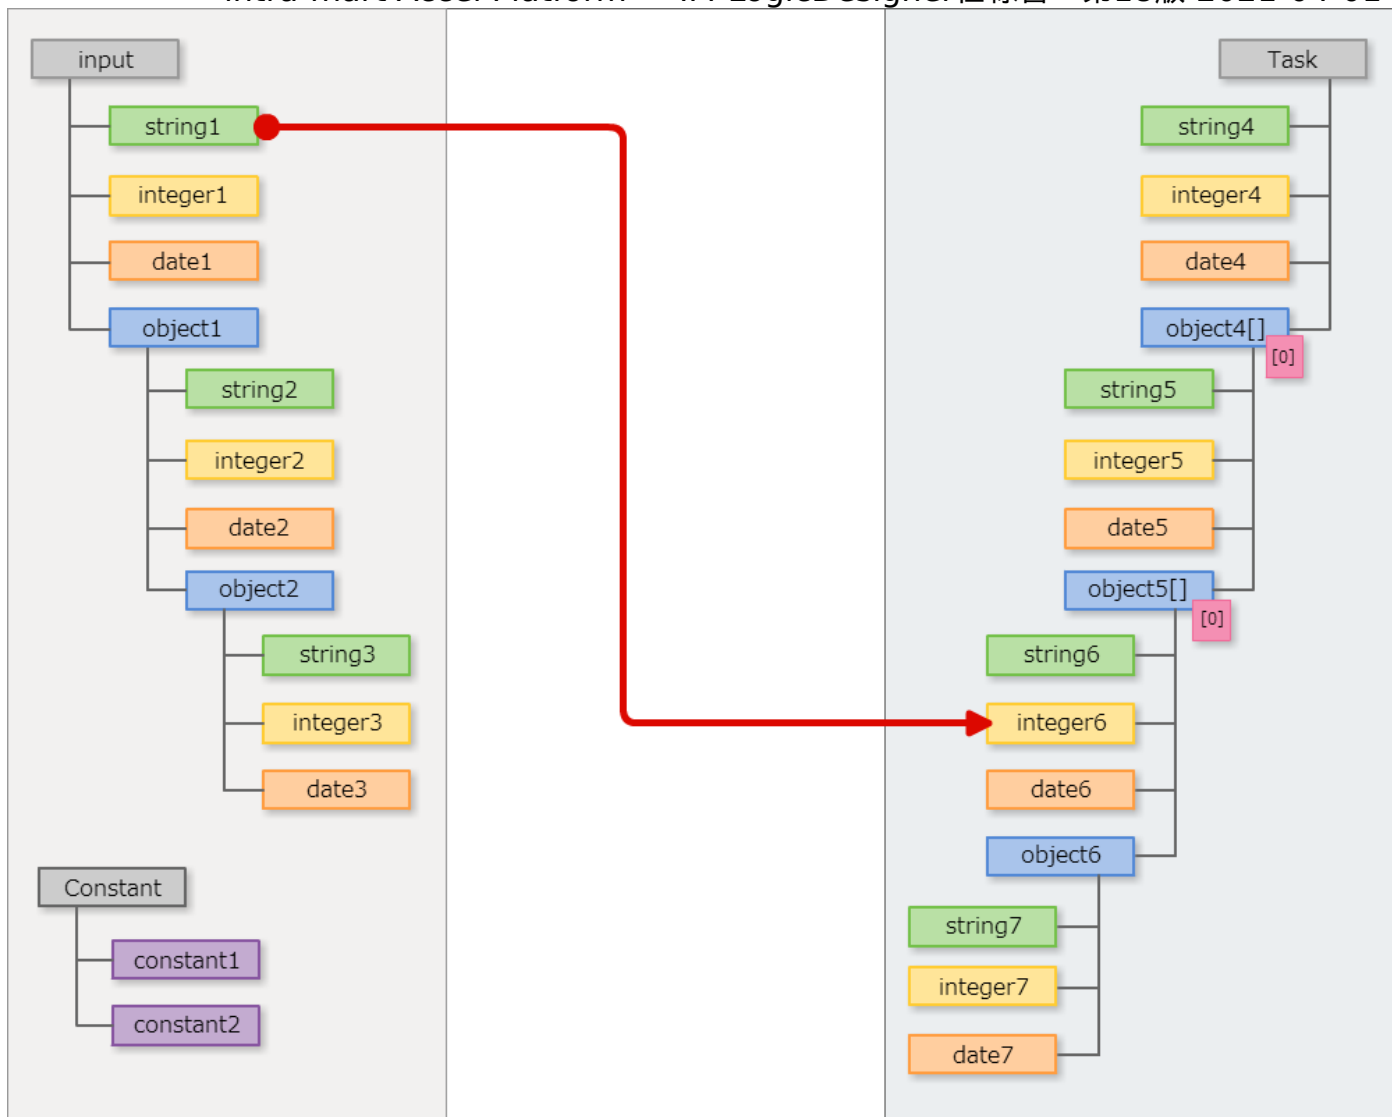 input
string1
integer1
date1
object1
string2
integer2
date2
object2
string3
integer3
date3
Constant
constant1
constant2
Task
string4
integer4
date4
object4[]
[0]
string5
integer5
date5
object5[]
[0]
string6
integer6
date6
object6
string7
integer7
date7